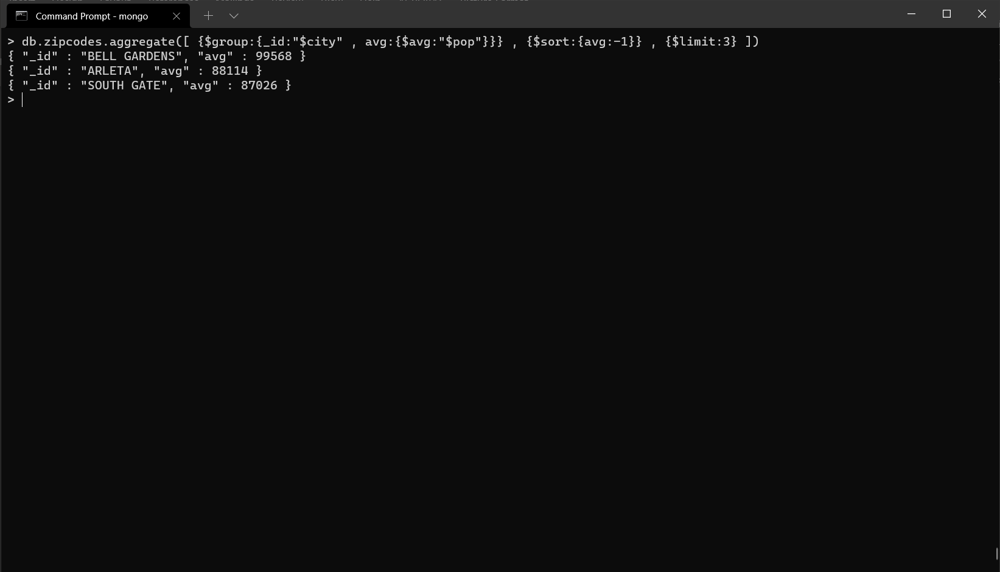 Command Prompt - mongo
> db.zipcodes.aggregate([ {$group:{_id:"$city" , avg:{$avg:"$pop"}}} , {$sort:{avg:-1}} , {$limit:3} ])
{ "_id" : "BELL GARDENS", "avg" : 99568 }
{ "_id" : "ARLETA", "avg" : 88114 }
{ "_id" : "SOUTH GATE", "avg" : 87026 }
>